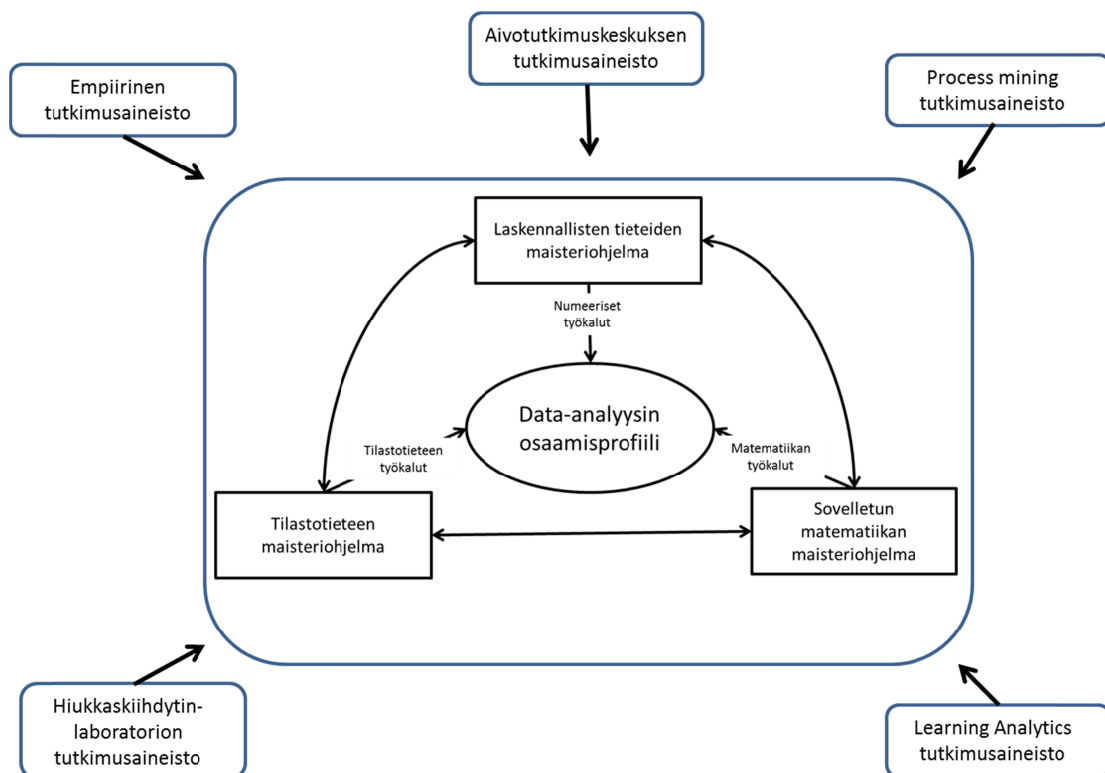 Aivotutkimuskeskuksen
tutkimusaineisto
Empiirinen
tutkimusaineisto
Process mining
tutkimusaineisto
Laskennallisten tieteiden
maisteriohjelma
Numeeriset
työkalut
Data-analyysin
osaamisprofiili
Tilastotieteen
työkalut
Matematiikan
työkalut
Tilastotieteen
maisteriohjelma
Sovelletun
matematiikan
maisteriohjelma
Hiukkaskiihdytin-
laboratorion
tutkimusaineisto
Learning Analytics
tutkimusaineisto